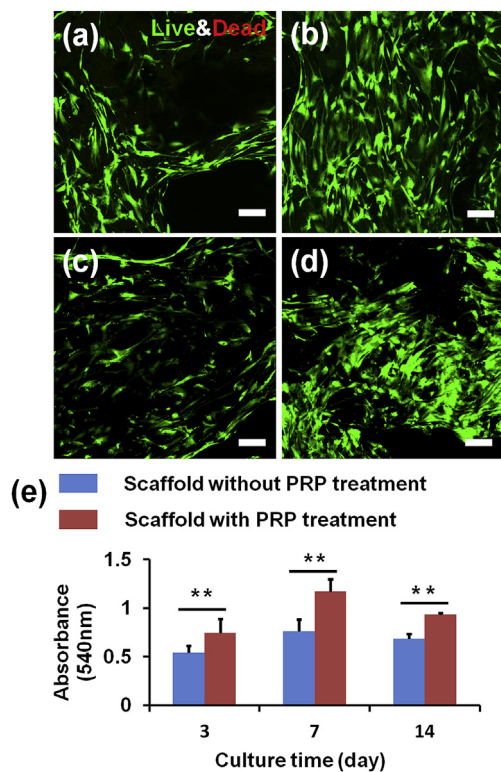 (a) Live&Dead (b)
(c) (d)
(e) Scaffold without PRP treatment
Scaffold with PRP treatment
1.5
1
0.5
0
Absorbance
(540nm)
**
**
**
3 7 14
Culture time (day)